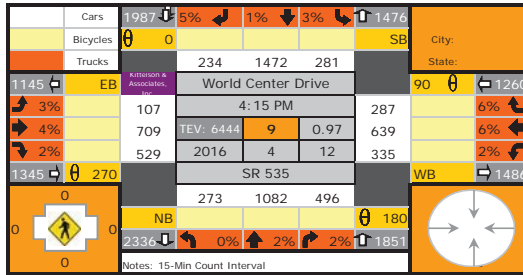 Cars 1987 5% 1% 3% 1476
Bicycles θ 0 SB City:
Trucks 234 1472 281 State:
1145 EB Kittelson & Associates, Inc. World Center Drive 90 θ 1260
3% 107 4:15 PM 287 6%
4% 709 TEV: 6444 9 0.97 639 6%
2% 529 2016 4 12 335 2%
1345 θ 270 SR 535 WB 1486
0 273 1082 496
0 0 NB θ 180
0 2336 0% 2% 2% 1851
Notes: 15-Min Count Interval